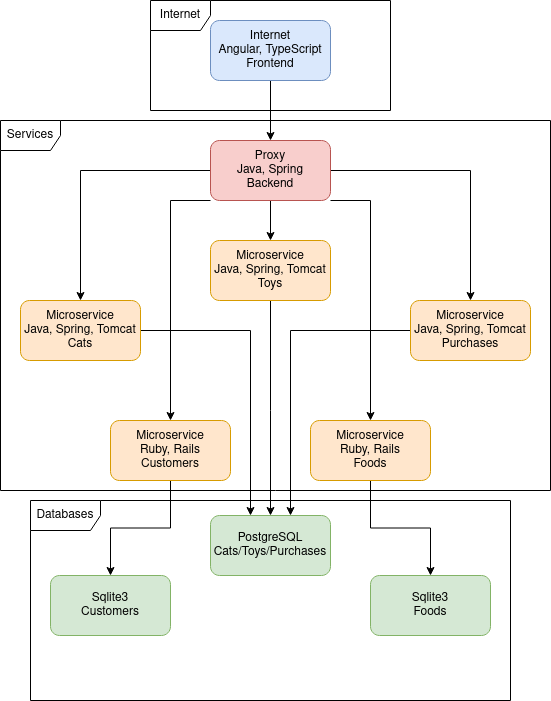 Internet
Internet
Angular, TypeScript
Frontend
Services
Proxy
Java, Spring
Backend
Microservice
Java, Spring, Tomcat
Toys
Microservice
Java, Spring, Tomcat
Cats
Microservice
Java, Spring, Tomcat
Purchases
Microservice
Ruby, Rails
Customers
Microservice
Ruby, Rails
Foods
Databases
PostgreSQL
Cats/Toys/Purchases
Sqlite3
Customers
Sqlite3
Foods